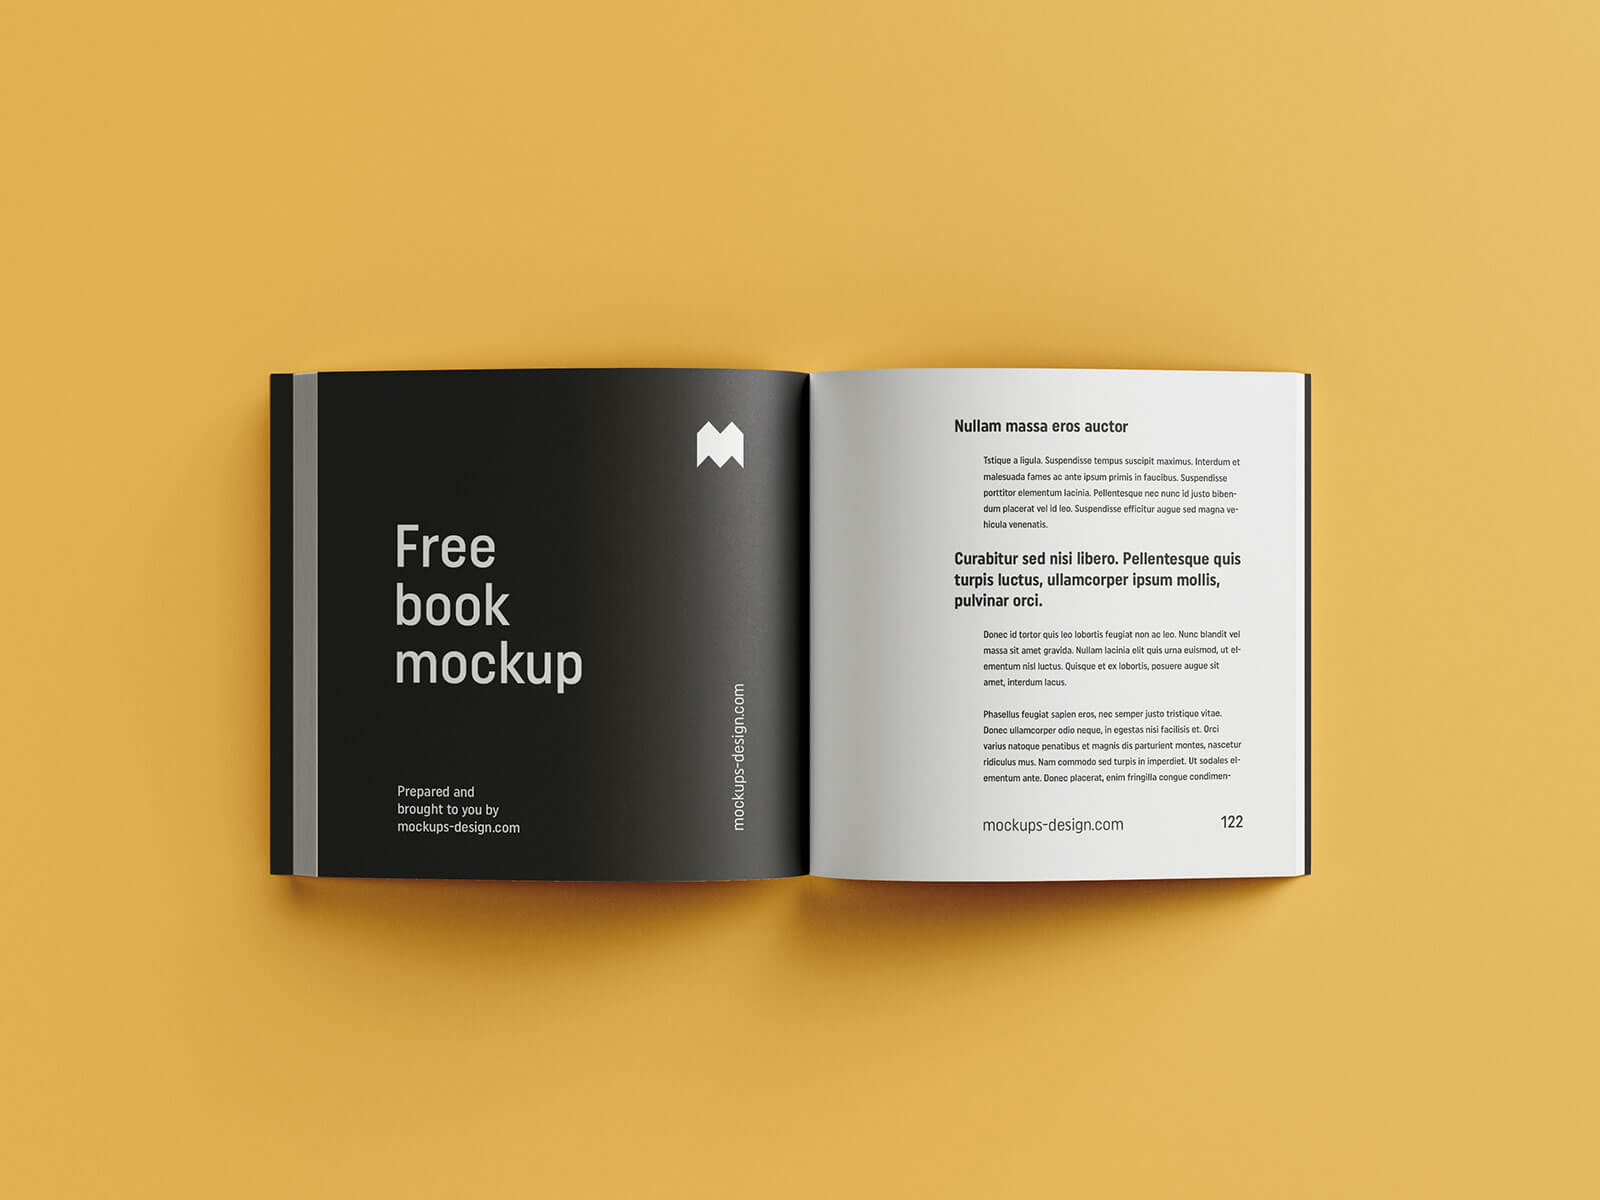 Free
book
mockup
Prepared and
brought to you by
mockups-design.com
mockups-design.com
Nullam massa eros auctor
Tstique a ligula. Suspendisse tempus suscipit maximus. Interdum et
malesuada fames ac ante ipsum primis in faucibus. Suspendisse
porttitor elementum lacinia. Pellentesque nec nunc id justo biben-
dum placerat vel id leo. Suspendisse efficitur augue sed magna ve-
hicula venenatis.
Curabitur sed nisi libero. Pellentesque quis
turpis luctus, ullamcorper ipsum mollis,
pulvinar orci.
Donec id tortor quis leo lobortis feugiat non ac leo. Nunc blandit vel
massa sit amet gravida. Nullam lacinia elit quis urna euismod, ut el-
ementum nisl luctus. Quisque et ex lobortis, posuere augue sit
amet, interdum lacus.
Phasellus feugiat sapien eros, nec semper justo tristique vitae.
Donec ullamcorper odio neque, in egestas nisi facilisis et. Orci
varius natoque penatibus et magnis dis parturient montes, nascetur
ridiculus mus. Nam commodo sed turpis in imperdiet. Ut sodales el-
ementum ante. Donec placerat, enim fringilla congue condimen-
mockups-design.com
122